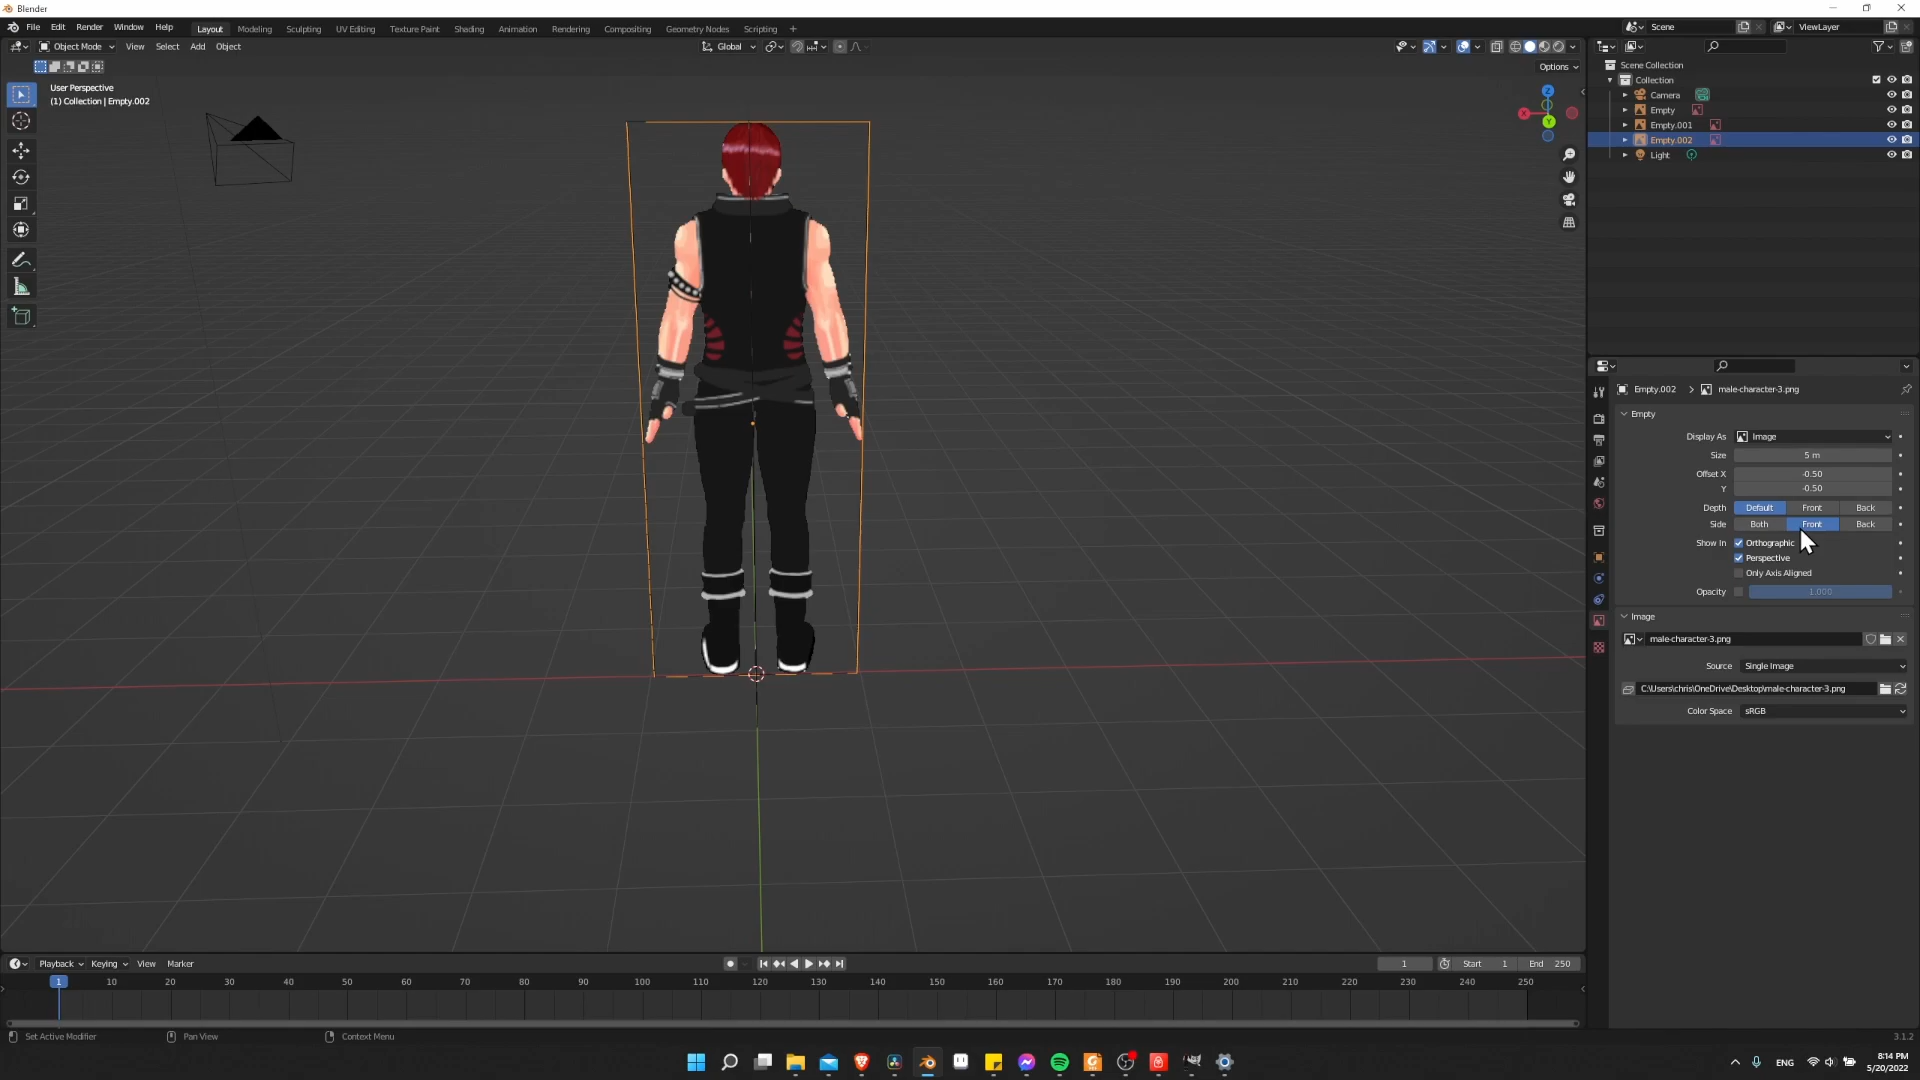 Blender
File Edit Render Window Help Layout Modeling Sculpting UV Editing Texture Paint Shading Animation Rendering Compositing Geometry Nodes Scripting + Scene ViewLayer
Object Mode View Select Add Object Global
Options
User Perspective
(1) Collection | Empty.002
Z
X
Y
Scene Collection
Collection
Camera
Empty
Empty.001
Empty.002
Light
Empty.002 > male-character-3.png
Empty
Display As Image
Size 5 m
Offset X -0.50
Y -0.50
Depth Default Front Back
Side Both Front Back
Show In Orthographic
Perspective
Only Axis Aligned
Opacity 1.000
Image
male-character-3.png
Source Single Image
C:\Users\chris\OneDrive\Desktop\male-character-3.png
Color Space sRGB
Playback Keying View Marker 1 Start 1 End 250
1 10 20 30 40 50 60 70 80 90 100 110 120 130 140 150 160 170 180 190 200 210 220 230 240 250
Set Active Modifier Pan View Context Menu 3.1.2
ENG 8:14 PM
5/20/2022